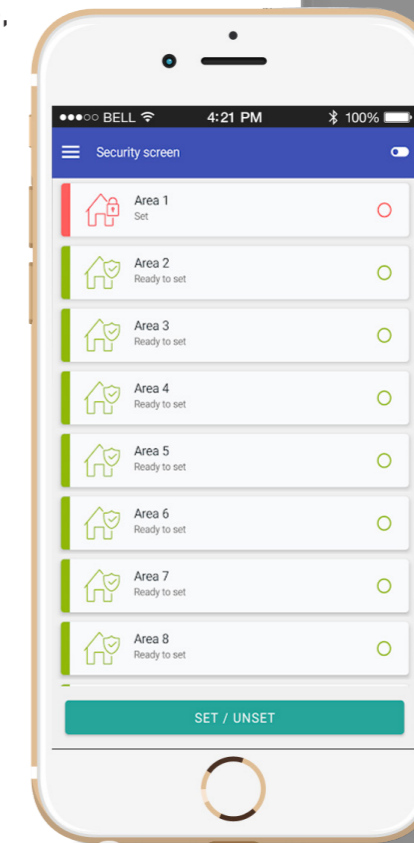 BELL 4:21 PM 100%
Security screen
Area 1
Set
Area 2
Ready to set
Area 3
Ready to set
Area 4
Ready to set
Area 5
Ready to set
Area 6
Ready to set
Area 7
Ready to set
Area 8
Ready to set
SET / UNSET